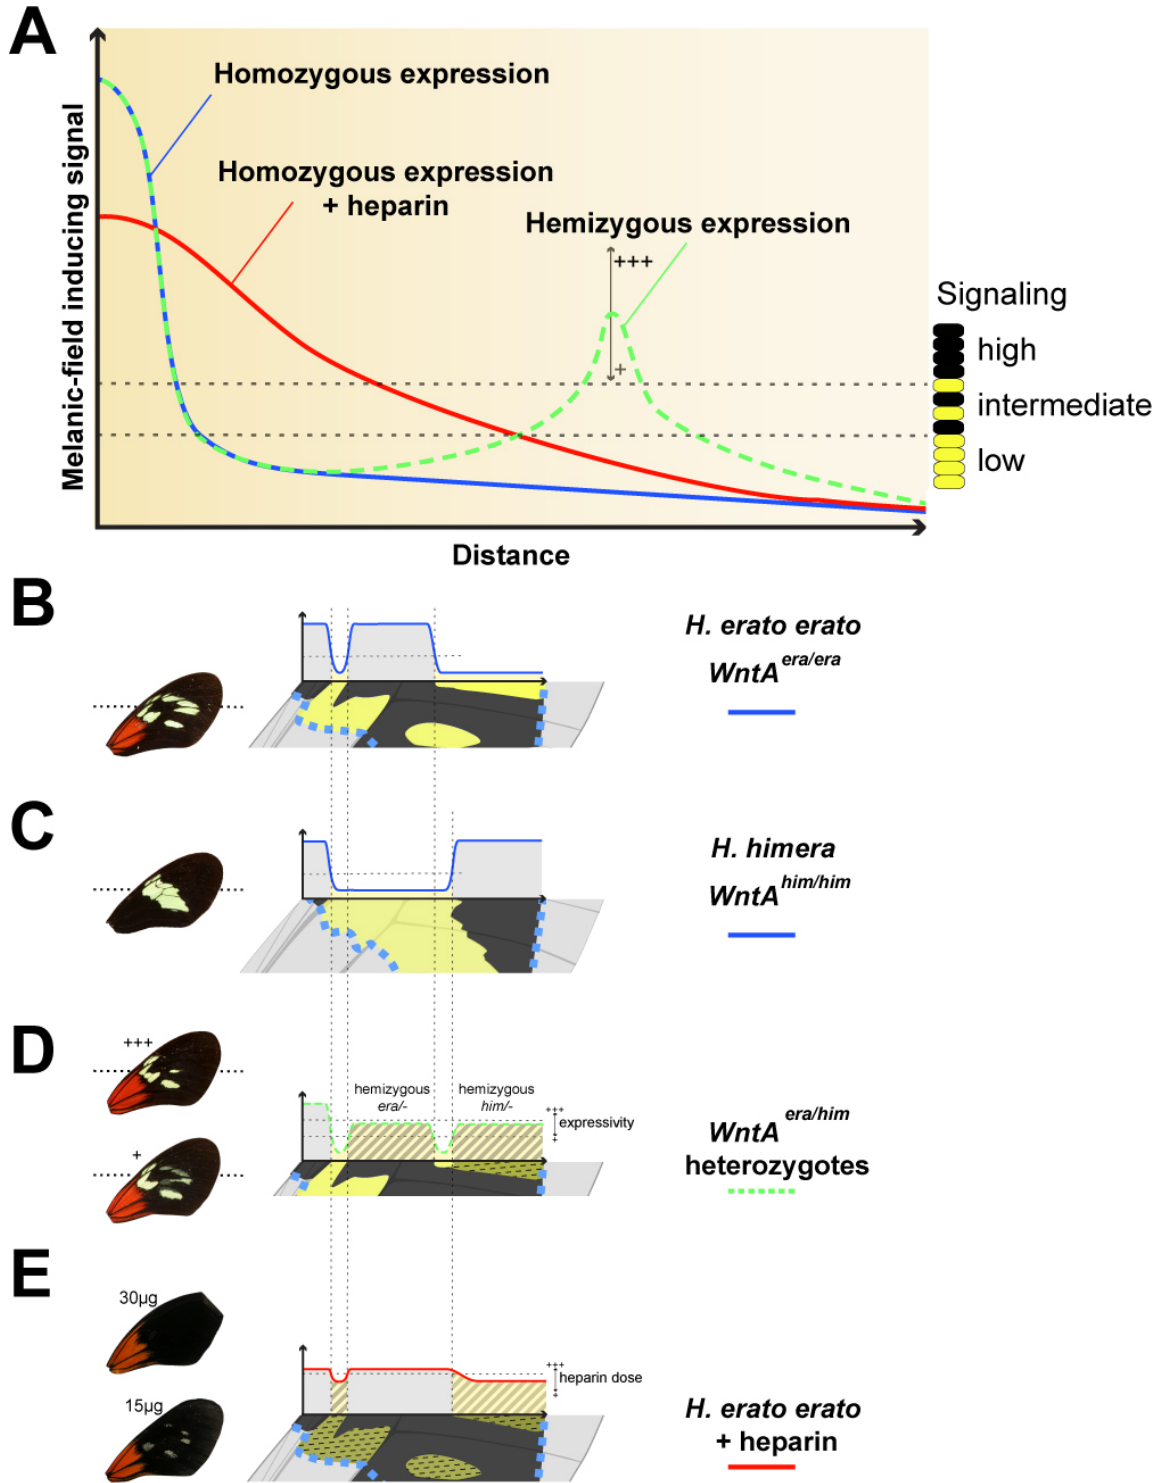 A
Melanic-field inducing signal
Homozygous expression
Homozygous expression
+ heparin
Hemizygous expression
+++
+
Distance
Signaling
high
intermediate
low
B
H. erato erato
WntA era/era
C
H. himera
WntA him/him
D
+++
+
hemizygous
era/-
hemizygous
him/-
+++
expressivity
+
WntA era/him
heterozygotes
E
30µg
15µg
+++
heparin dose
+
H. erato erato
+ heparin